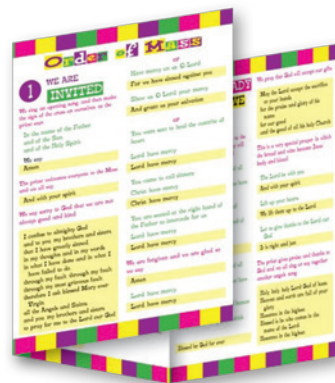 Order of Mass
1
WE ARE
INVITED
We sing an opening song and then make
the sign of the cross on ourselves as the
priest says
In the name of the Father
and of the Son
and of the Holy Spirit
We say
Amen
The priest welcomes everyone to the Mass
and we all say
And with your spirit
We say sorry to God that we are not
always good and kind
I confess to almighty God
and to you my brothers and sisters
that I have greatly sinned
in my thoughts and in my words
in what I have done and in what I
have failed to do
through my fault through my fault
through my most grievous fault
therefore I ask blessed Mary ever
Virgin
all the Angels and Saints
and you my brothers and sisters
to pray for me to the Lord our God
or
Have mercy on us O Lord
For we have sinned against you
Show us O Lord your mercy
And grant us your salvation
or
You were sent to heal the contrite of
heart
Lord have mercy
Lord have mercy
You came to call sinners
Christ have mercy
Christ have mercy
You are seated at the right hand of
the Father to intercede for us
Lord have mercy
Lord have mercy
We are forgiven and we are glad so
we say
Amen
Lord have mercy
Lord have mercy
We pray that God will accept our gifts
May the Lord accept the sacrifice
at your hands
for the praise and glory of his
name
for our good
and the good of all his holy Church
This is a very special prayer in which
the bread and wine become Jesus'
body and blood
The Lord be with you
And with your spirit
Lift up your hearts
We lift them up to the Lord
Let us give thanks to the Lord our
God
It is right and just
The priest gives praise and thanks to
God and we all sing or say together
another angels song
Holy holy holy Lord God of hosts
Heaven and earth are full of your
glory
Hosanna in the highest
Blessed is he who comes in the
name of the Lord
Hosanna in the highest
Blessed be God for ever